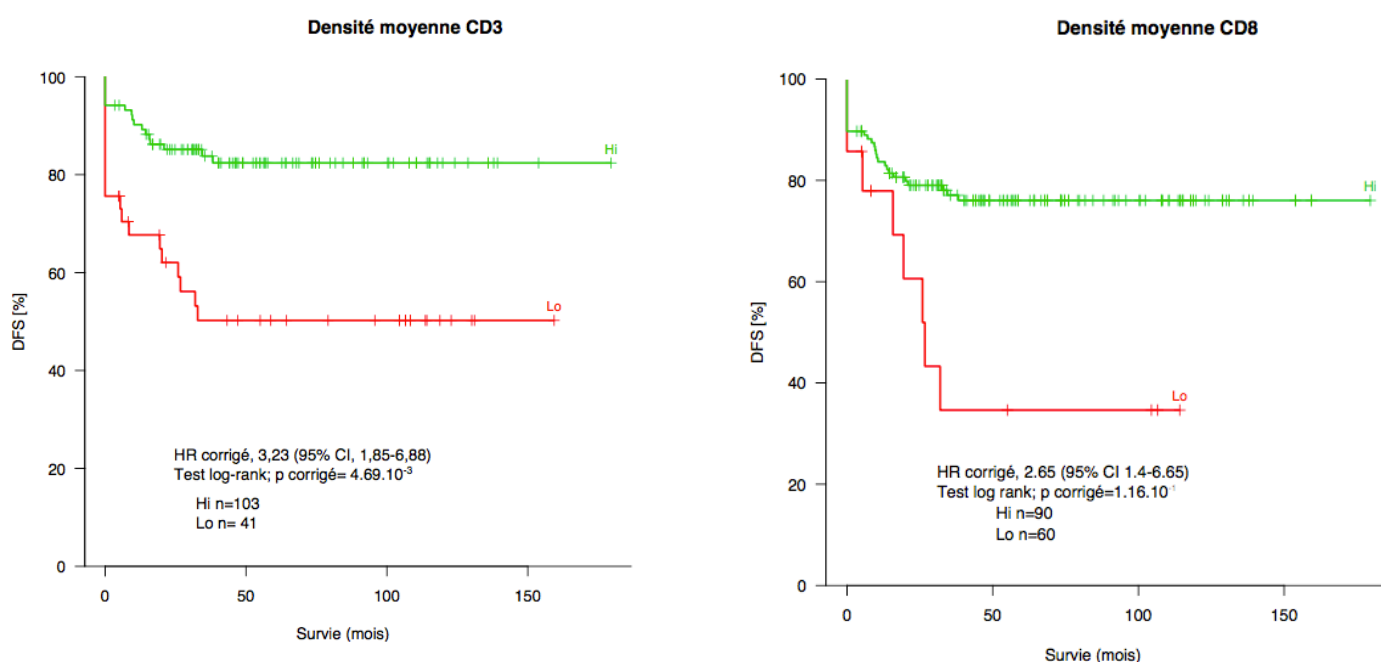 Densité moyenne CD3
100
80
60
40
20
0
DFS [%]
Hi
Lo
HR corrigé, 3,23 (95% CI, 1,85-6,88)
Test log-rank; p corrigé= 4.69.10⁻³
Hi n=103
Lo n= 41
0 50 100 150
Survie (mois)
Densité moyenne CD8
100
80
60
40
20
0
DFS [%]
Hi
Lo
HR corrigé, 2.65 (95% CI 1.4-6.65)
Test log rank; p corrigé=1.16.10⁻¹
Hi n=90
Lo n=60
0 50 100 150
Survie (mois)